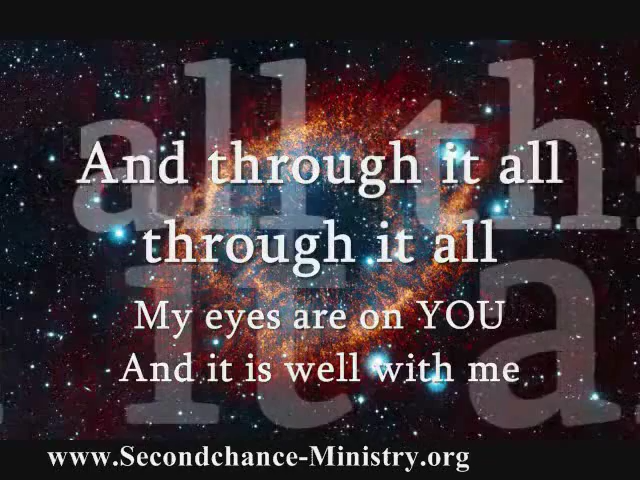 And through it all
through it all
My eyes are on YOU
And it is well with me
www.Secondchance-Ministry.org